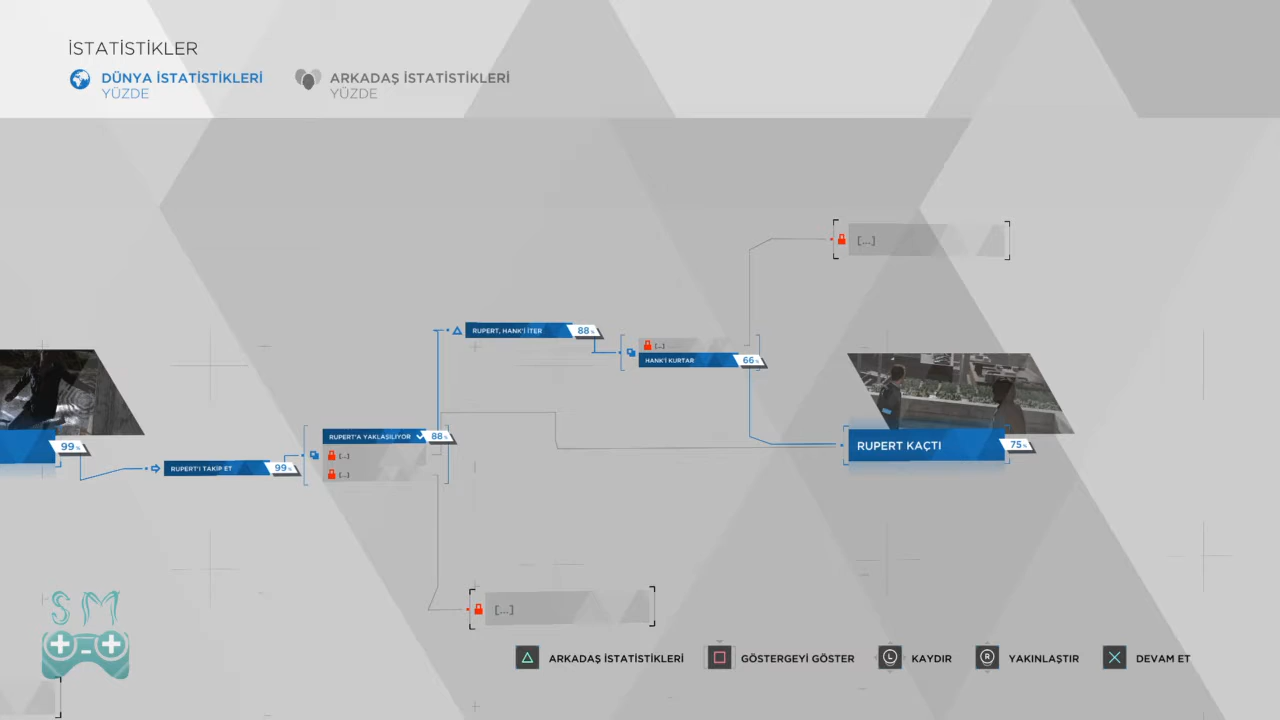 İSTATİSTİKLER
DÜNYA İSTATİSTİKLERİ
YÜZDE
ARKADAŞ İSTATİSTİKLERİ
YÜZDE
[...]
RUPERT, HANK'İ İTER 88%
[...]
HANK'İ KURTAR 66%
RUPERT'A YAKLAŞILIYOR 88%
[...]
[...]
99%
RUPERT'I TAKİP ET 99%
RUPERT KAÇTI 75%
[...]
SM
ARKADAŞ İSTATİSTİKLERİ
GÖSTERGEYİ GÖSTER
L KAYDIR
R YAKINLAŞTIR
DEVAM ET